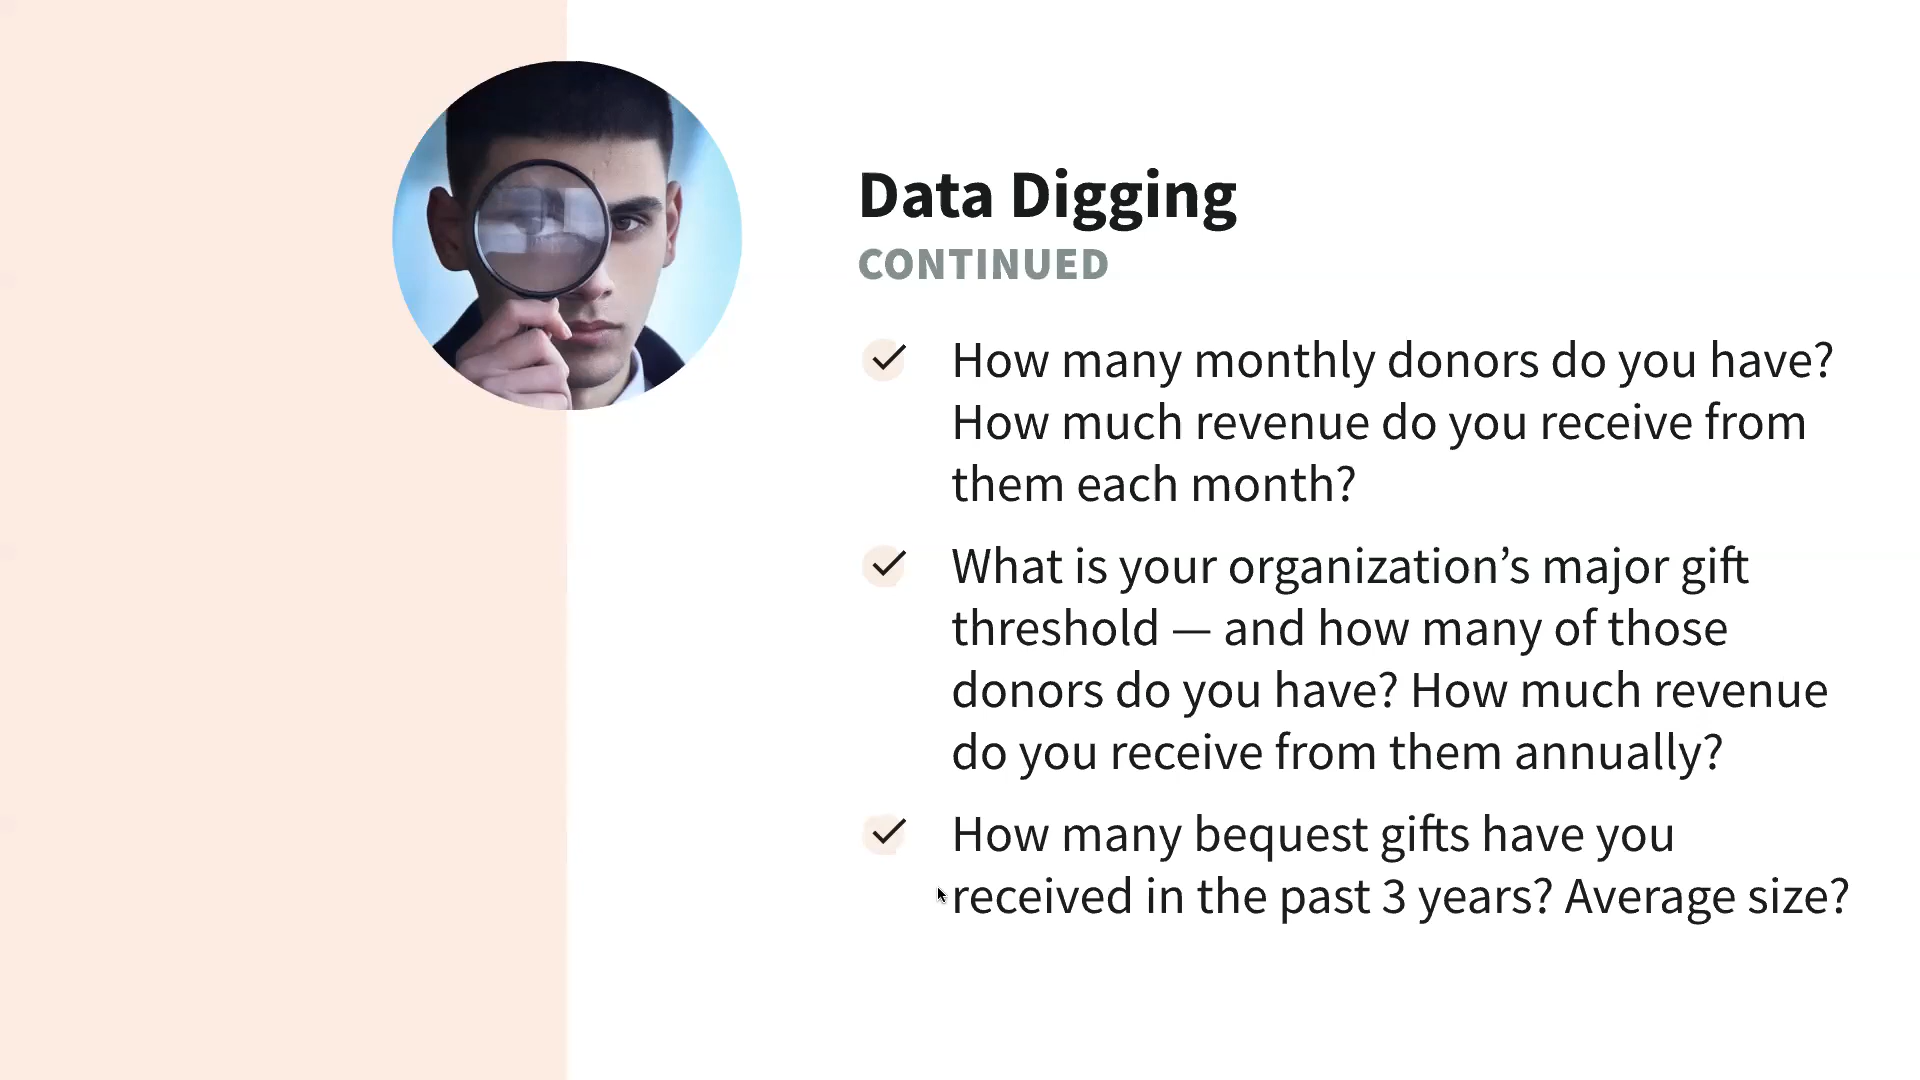 Data Digging
CONTINUED
How many monthly donors do you have?
How much revenue do you receive from
them each month?
What is your organization’s major gift
threshold — and how many of those
donors do you have? How much revenue
do you receive from them annually?
How many bequest gifts have you
received in the past 3 years? Average size?